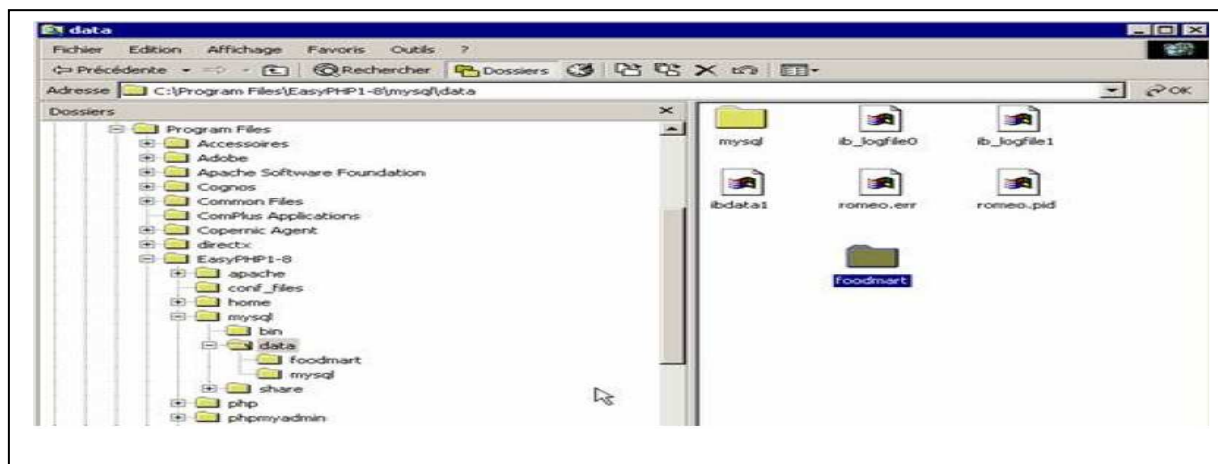 data
Fichier Edition Affichage Favoris Outils ?
Précédente Rechercher Dossiers
Adresse C:\Program Files\EasyPHP1-8\mysql\data OK
Dossiers
Program Files
Accessoires
Adobe
Apache Software Foundation
Cognos
Common Files
ComPlus Applications
Copernic Agent
directx
EasyPHP1-8
apache
conf_files
home
mysql
bin
data
foodmart
mysql
share
php
phpmyadmin
mysql ib_logfile0 ib_logfile1
ibdata1 romeo.err romeo.pid
foodmart